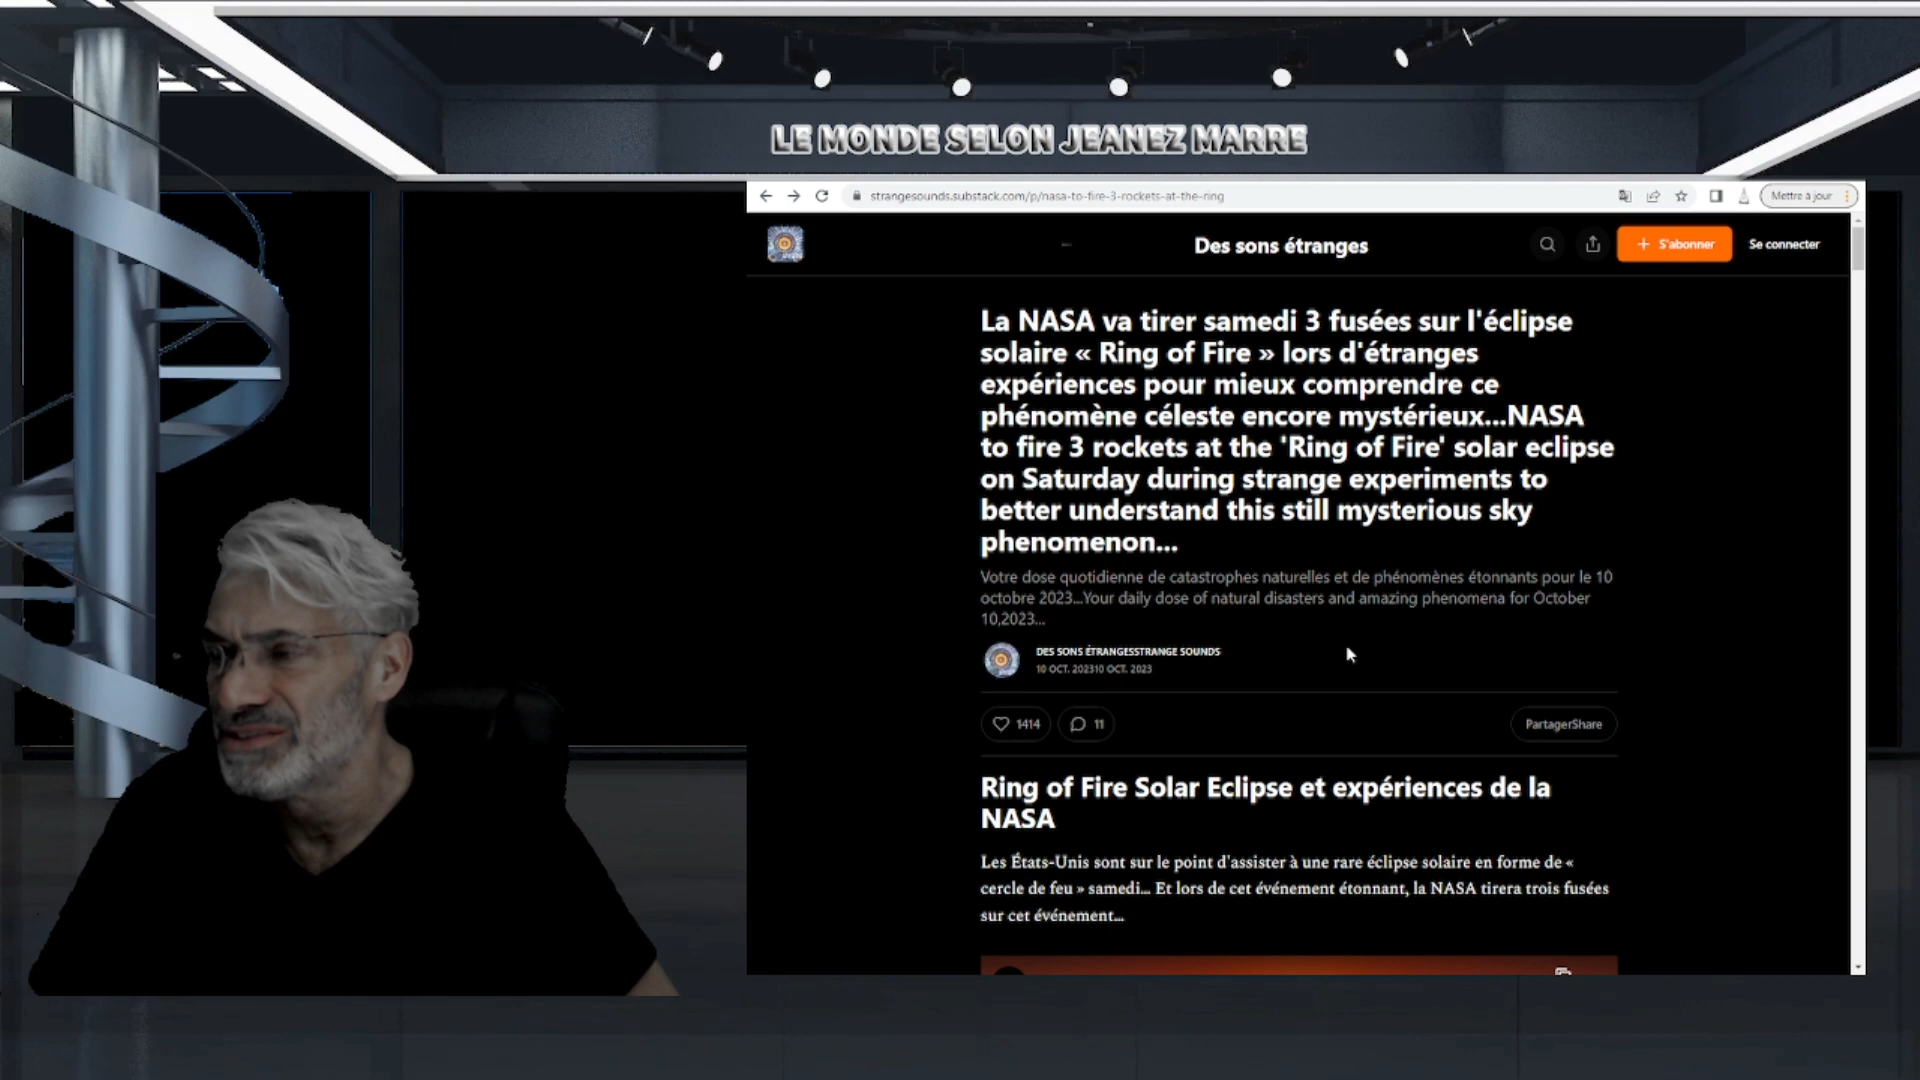 LE MONDE SELON JEANEZ MARRE
strangesounds.substack.com/p/nasa-to-fire-3-rockets-at-the-ring
Mettre à jour
Des sons étranges
S'abonner
Se connecter
La NASA va tirer samedi 3 fusées sur l'éclipse
solaire « Ring of Fire » lors d'étranges
expériences pour mieux comprendre ce
phénomène céleste encore mystérieux...NASA
to fire 3 rockets at the 'Ring of Fire' solar eclipse
on Saturday during strange experiments to
better understand this still mysterious sky
phenomenon...
Votre dose quotidienne de catastrophes naturelles et de phénomènes étonnants pour le 10
octobre 2023...Your daily dose of natural disasters and amazing phenomena for October
10,2023...
DES SONS ÉTRANGESSTRANGE SOUNDS
10 OCT. 202310 OCT. 2023
1414
11
PartagerShare
Ring of Fire Solar Eclipse et expériences de la
NASA
Les États-Unis sont sur le point d'assister à une rare éclipse solaire en forme de «
cercle de feu » samedi... Et lors de cet événement étonnant, la NASA tirera trois fusées
sur cet événement...